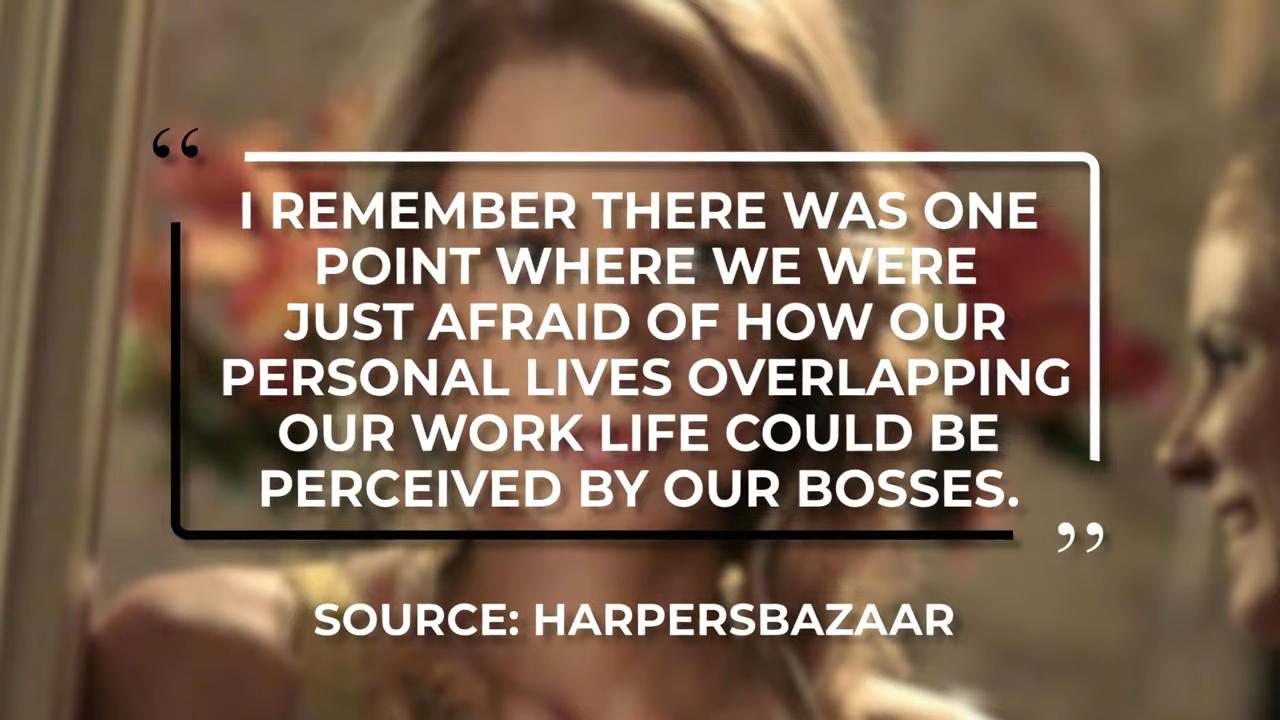 “
I REMEMBER THERE WAS ONE
POINT WHERE WE WERE
JUST AFRAID OF HOW OUR
PERSONAL LIVES OVERLAPPING
OUR WORK LIFE COULD BE
PERCEIVED BY OUR BOSSES.
”
SOURCE: HARPERSBAZAAR